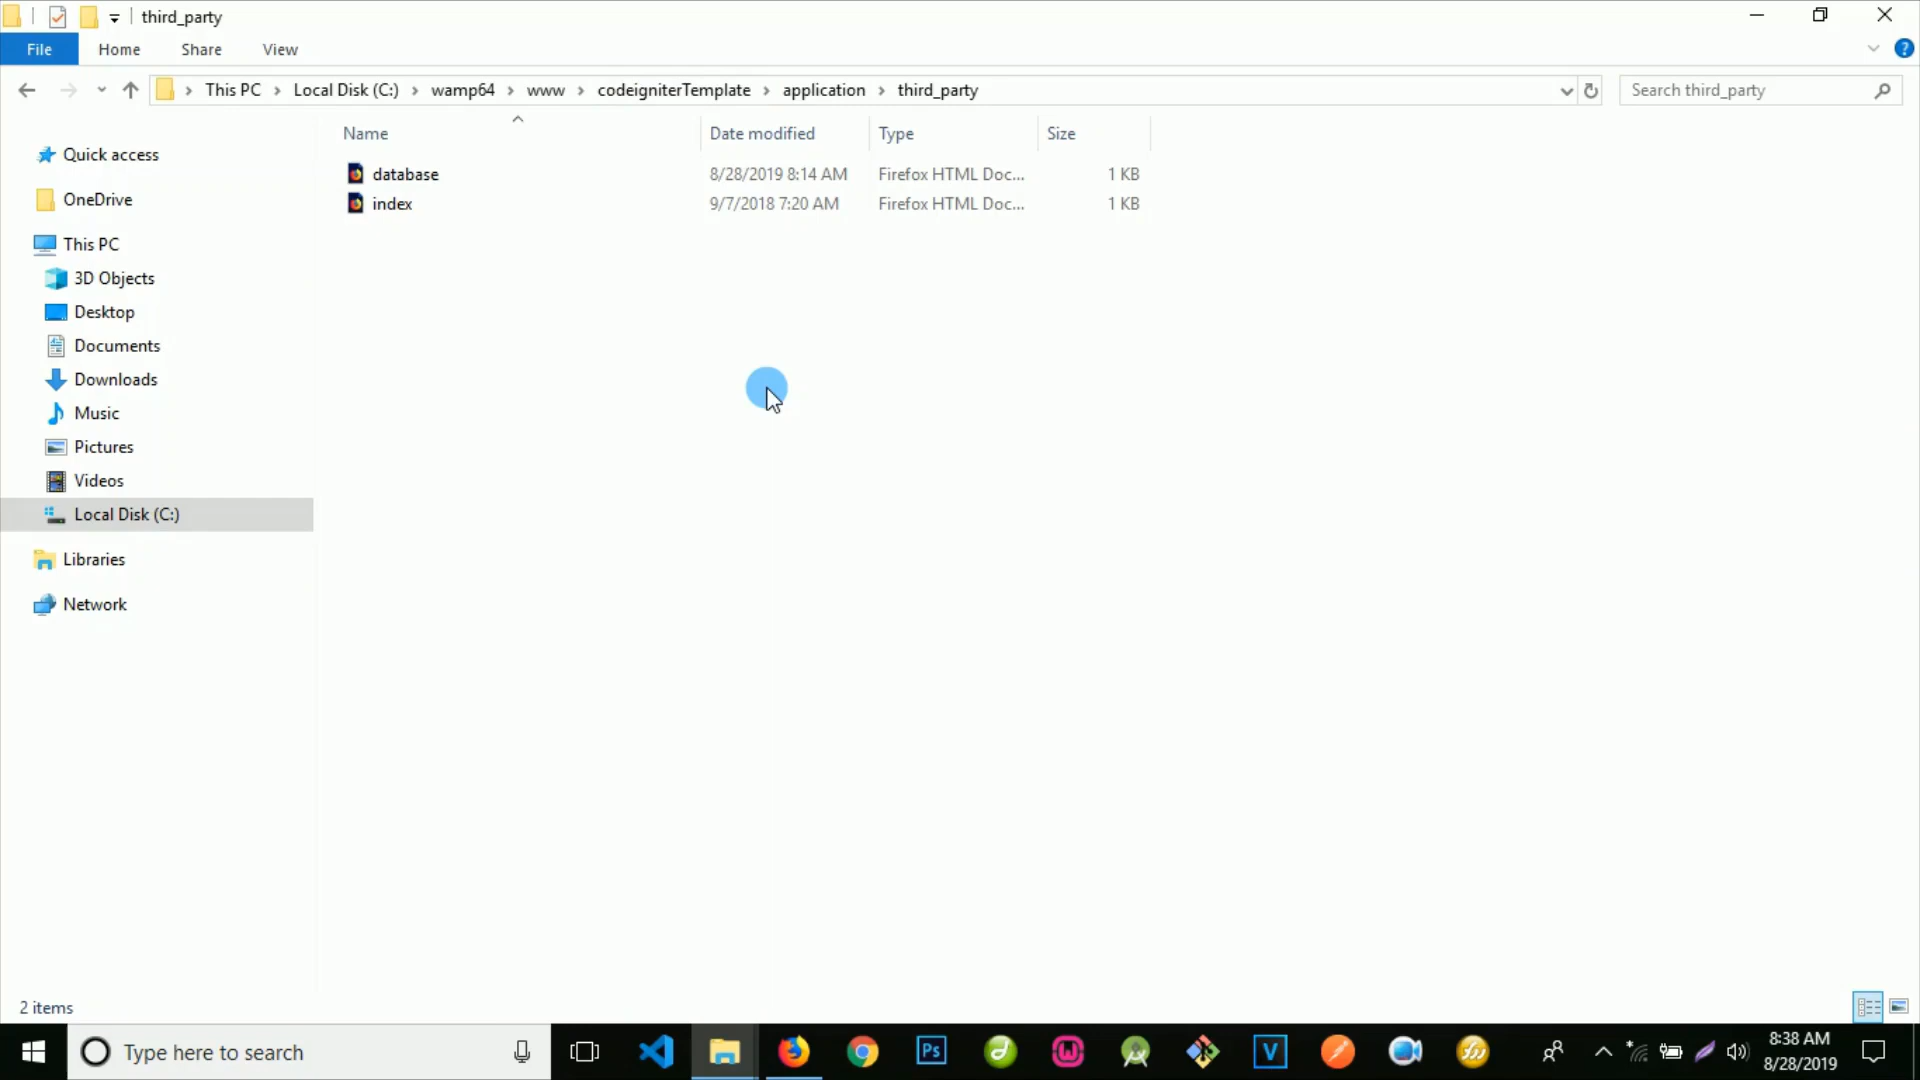 third_party
File Home Share View
This PC Local Disk (C:) wamp64 www codeigniterTemplate application third_party Search third_party
Name Date modified Type Size
Quick access
database 8/28/2019 8:14 AM Firefox HTML Doc... 1 KB
OneDrive
index 9/7/2018 7:20 AM Firefox HTML Doc... 1 KB
This PC
3D Objects
Desktop
Documents
Downloads
Music
Pictures
Videos
Local Disk (C:)
Libraries
Network
2 items
Type here to search
Ps
V
8:38 AM
8/28/2019